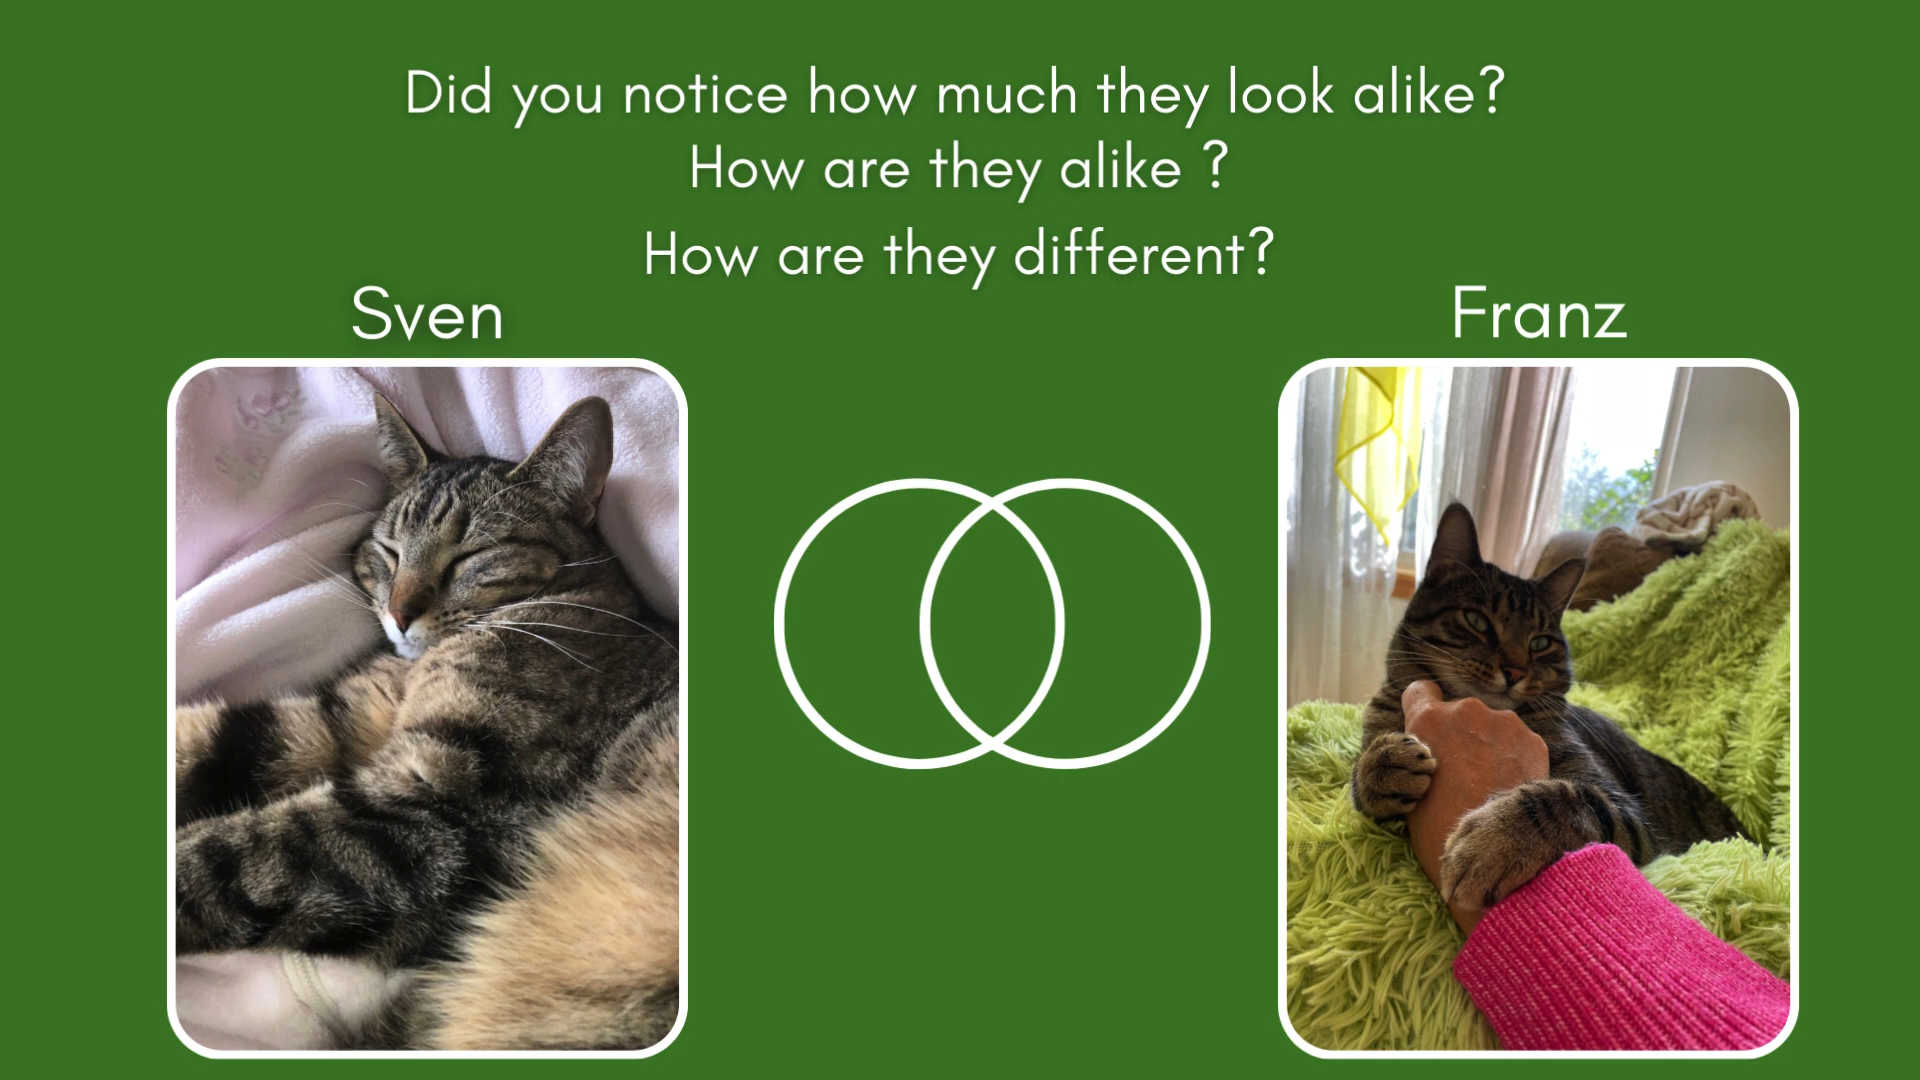 Did you notice how much they look alike?
How are they alike ?
How are they different?
Sven
Franz